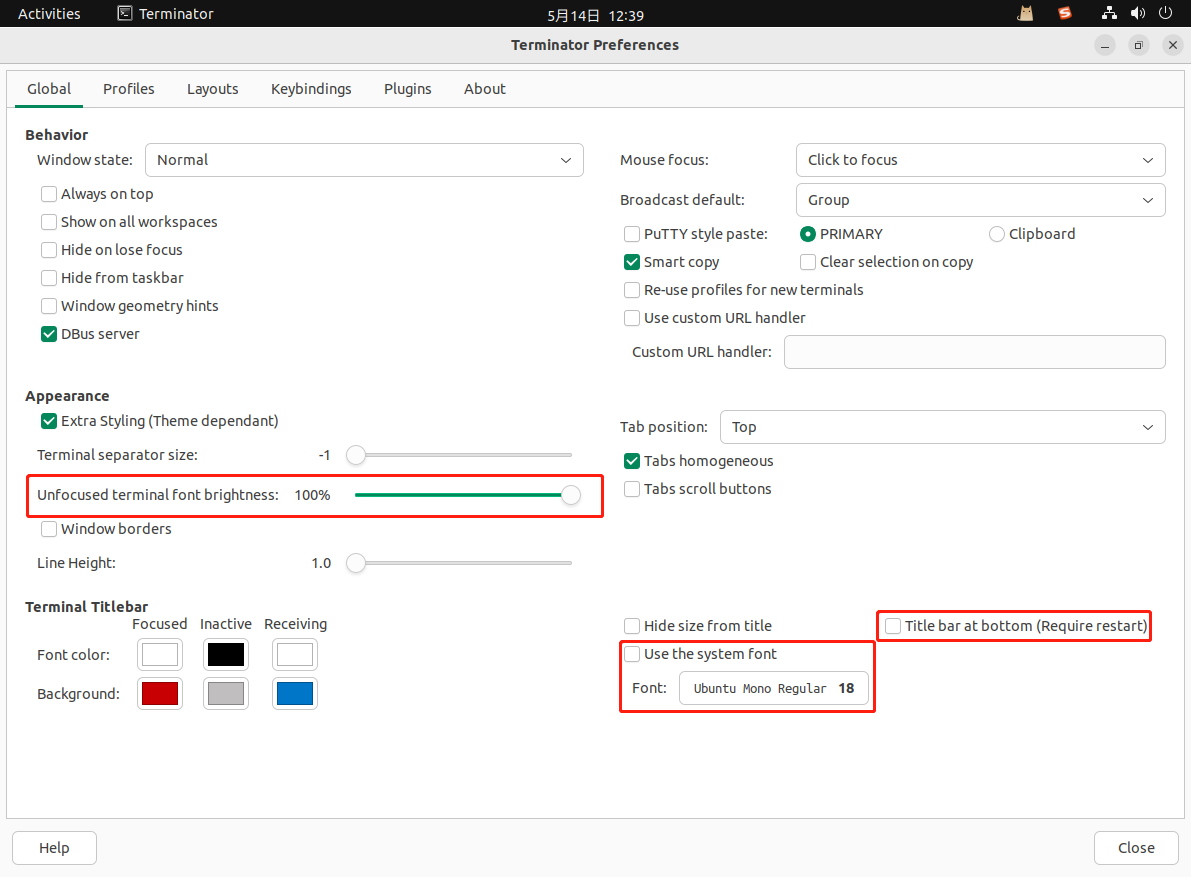 Activities Terminator 5月14日 12:39
Terminator Preferences
Global Profiles Layouts Keybindings Plugins About
Behavior
Window state: Normal
Always on top
Show on all workspaces
Hide on lose focus
Hide from taskbar
Window geometry hints
DBus server
Mouse focus: Click to focus
Broadcast default: Group
PuTTY style paste: PRIMARY Clipboard
Smart copy Clear selection on copy
Re-use profiles for new terminals
Use custom URL handler
Custom URL handler:
Appearance
Extra Styling (Theme dependant)
Terminal separator size: -1
Unfocused terminal font brightness: 100%
Window borders
Line Height: 1.0
Tab position: Top
Tabs homogeneous
Tabs scroll buttons
Terminal Titlebar
Focused Inactive Receiving
Font color:
Background:
Hide size from title Title bar at bottom (Require restart)
Use the system font
Font: Ubuntu Mono Regular 18
Help Close